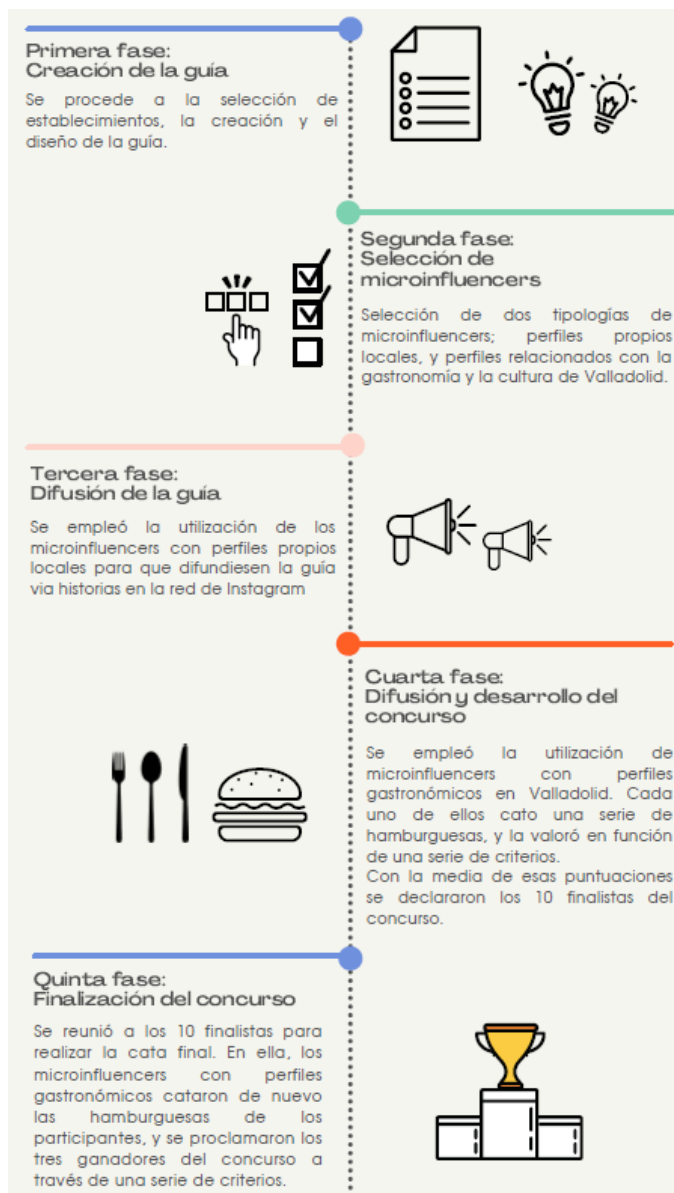 Primera fase:
Creación de la guía
Se procede a la selección de
establecimientos, la creación y el
diseño de la guía.
Segunda fase:
Selección de
microinfluencers
Selección de dos tipologías de
microinfluencers; perfiles propios
locales, y perfiles relacionados con la
gastronomía y la cultura de Valladolid.
Tercera fase:
Difusión de la guía
Se empleó la utilización de los
microinfluencers con perfiles propios
locales para que difundiesen la guía
via historias en la red de Instagram
Cuarta fase:
Difusión y desarrollo del
concurso
Se empleó la utilización de
microinfluencers con perfiles
gastronómicos en Valladolid. Cada
uno de ellos cato una serie de
hamburguesas, y la valoró en función
de una serie de criterios.
Con la media de esas puntuaciones
se declararon los 10 finalistas del
concurso.
Quinta fase:
Finalización del concurso
Se reunió a los 10 finalistas para
realizar la cata final. En ella, los
microinfluencers con perfiles
gastronómicos cataron de nuevo
las hamburguesas de los
participantes, y se proclamaron los
tres ganadores del concurso a
través de una serie de criterios.